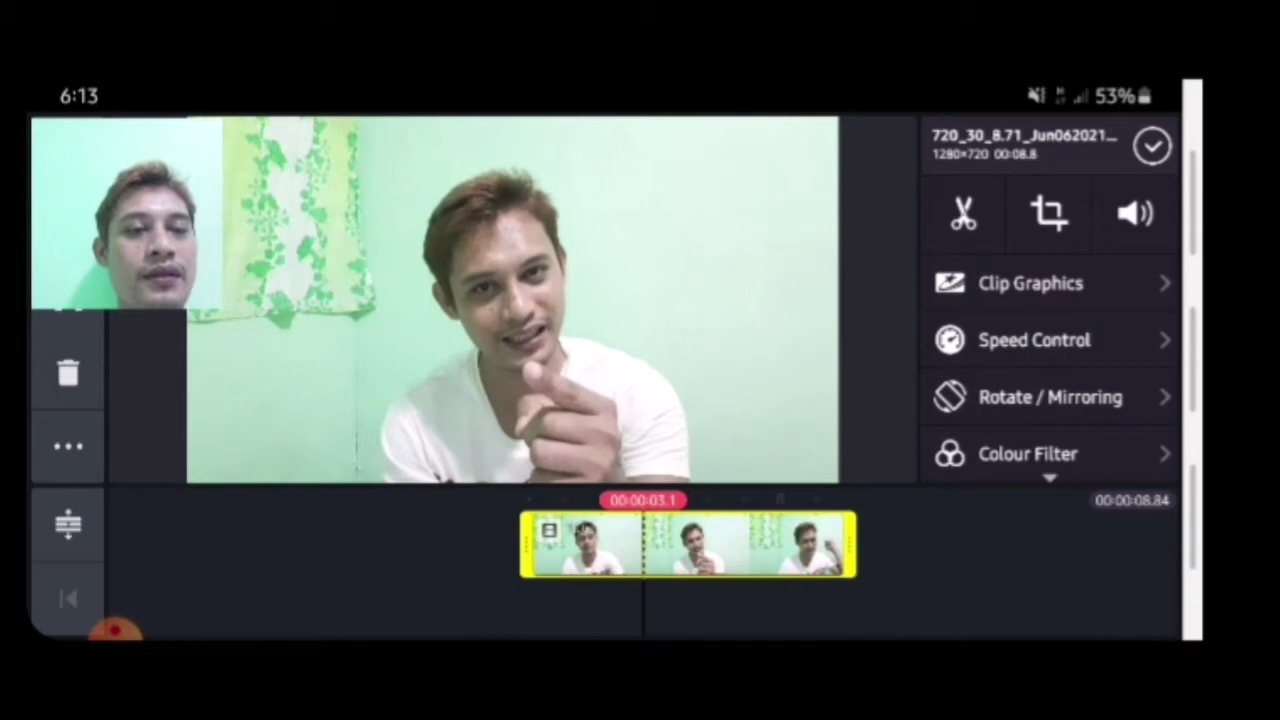 6:13
53%
720_30_8.71_Jun062021...
1280×720 00:08.8
Clip Graphics
Speed Control
Rotate / Mirroring
Colour Filter
00:00:03.1
00:00:08.84